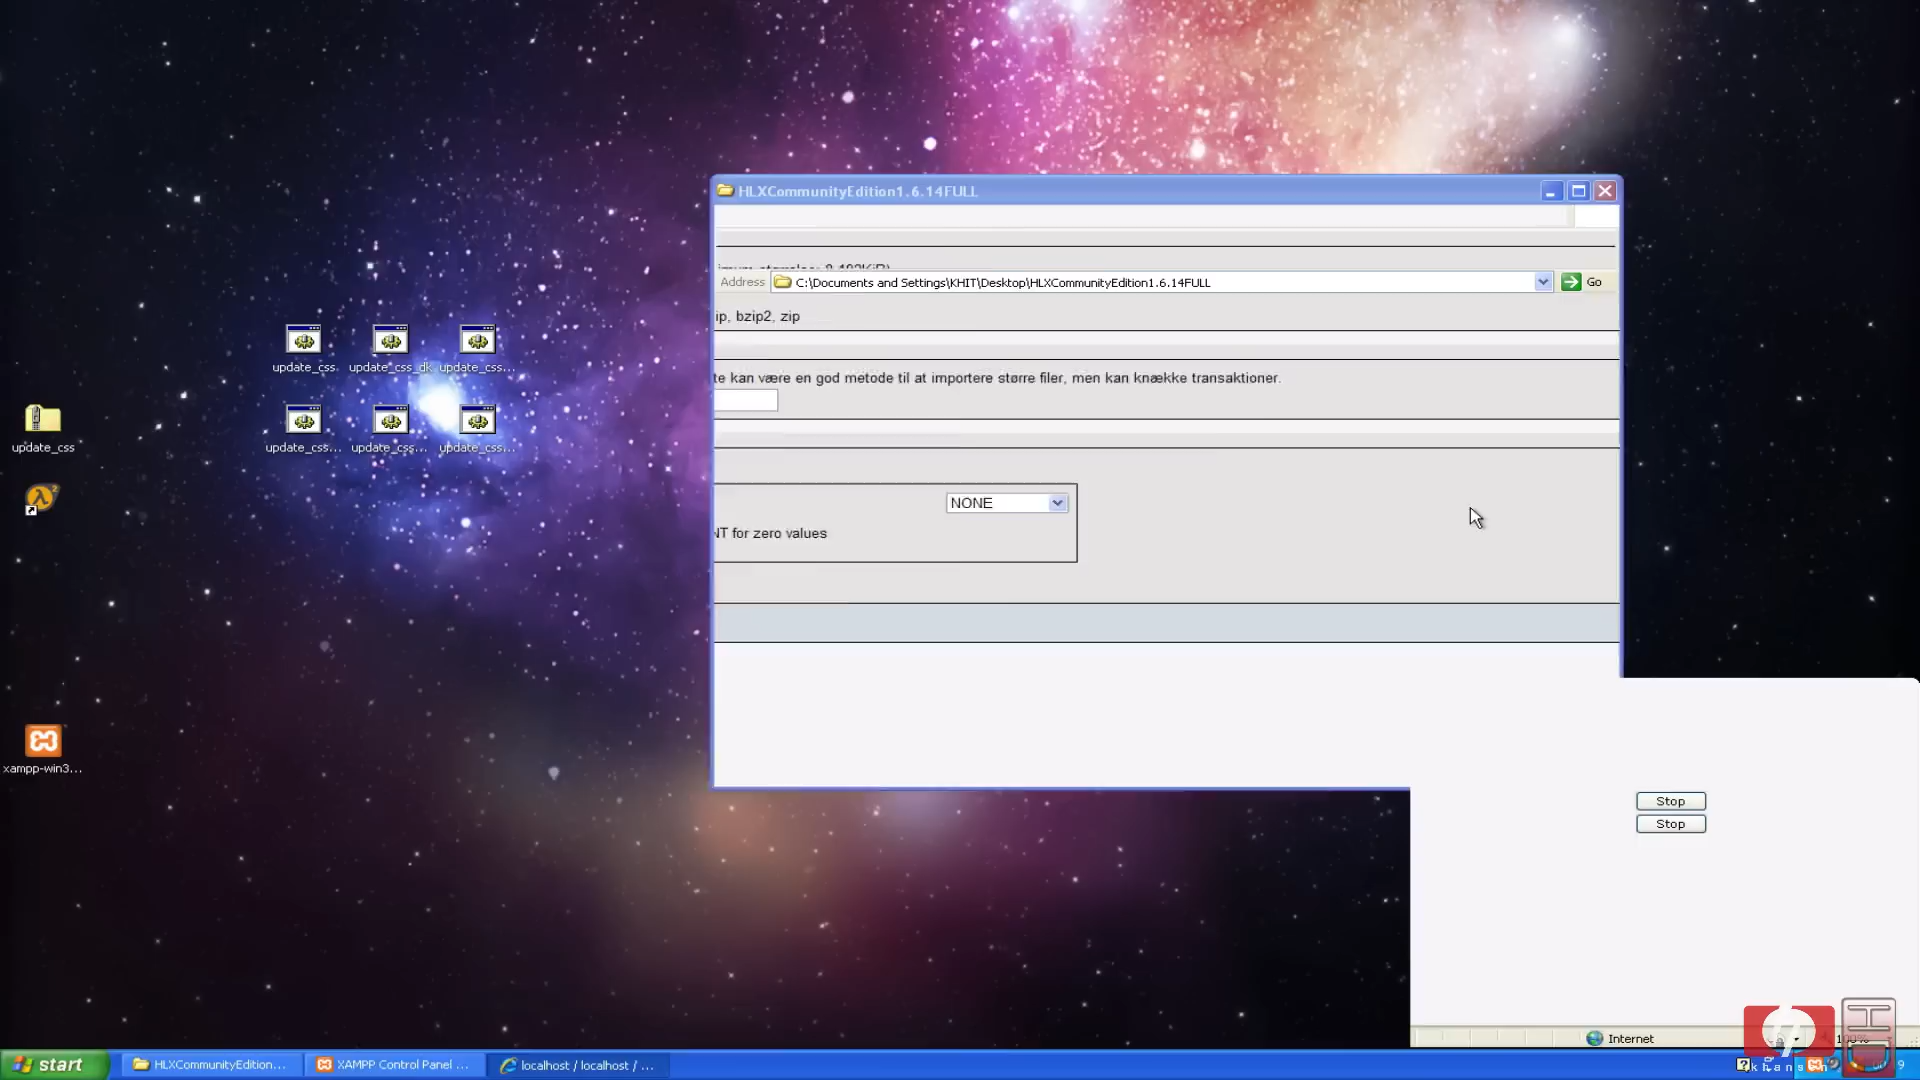 HLXCommunityEdition1.6.14FULL
Address C:\Documents and Settings\KHIT\Desktop\HLXCommunityEdition1.6.14FULL Go
ip, bzip2, zip
te kan være en god metode til at importere større filer, men kan knække transaktioner.
NONE
NT for zero values
update_css
update_css_dk
update_css...
update_css...
update_css...
update_css...
update_css
xampp-win3...
Stop
Stop
Internet
start
HLXCommunityEdition...
XAMPP Control Panel ...
localhost / localhost / ...